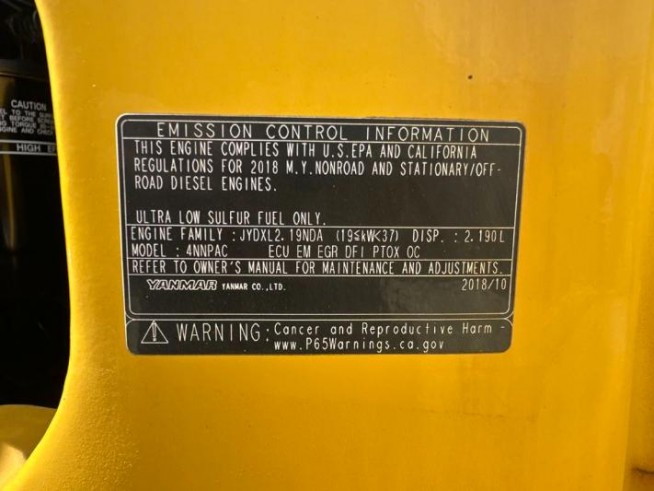 CAUTION
HIGH
EMISSION CONTROL INFORMATION
THIS ENGINE COMPLIES WITH U.S.EPA AND CALIFORNIA
REGULATIONS FOR 2018 M.Y.NONROAD AND STATIONARY/OFF-
ROAD DIESEL ENGINES.
ULTRA LOW SULFUR FUEL ONLY.
ENGINE FAMILY : JYDXL2.19NDA (19≤kW<37) DISP. : 2.190L
MODEL : 4NNPAC ECU EM EGR DFI PTOX OC
REFER TO OWNER'S MANUAL FOR MAINTENANCE AND ADJUSTMENTS.
YANMAR YANMAR CO.,LTD. 2018/10
WARNING: Cancer and Reproductive Harm -
www.P65Warnings.ca.gov